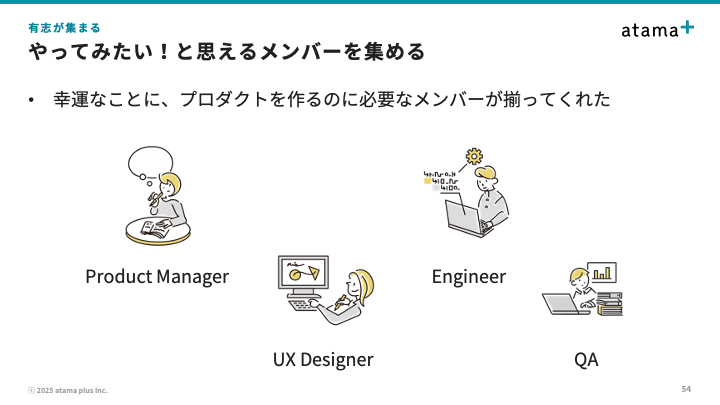 有志が集まる
atama+
やってみたい！と思えるメンバーを集める
• 幸運なことに、プロダクトを作るのに必要なメンバーが揃ってくれた
Product Manager
Engineer
UX Designer
QA
© 2025 atama plus Inc.
54